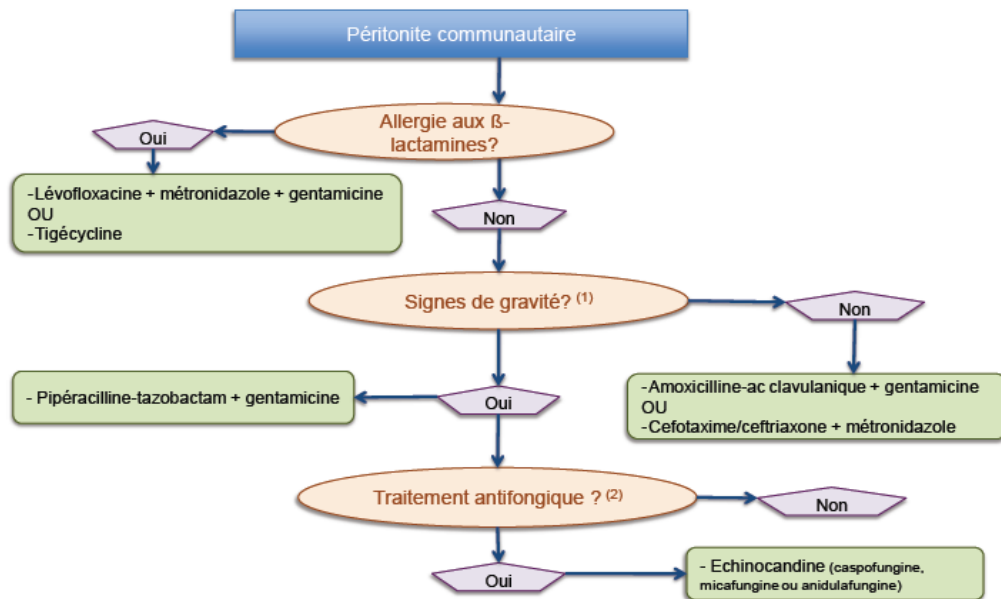 Péritonite communautaire
Allergie aux ß-
lactamines?
Oui
-Lévofloxacine + métronidazole + gentamicine
OU
-Tigécycline
Non
Signes de gravité? (1)
Non
- Pipéracilline-tazobactam + gentamicine
Oui
-Amoxicilline-ac clavulanique + gentamicine
OU
-Cefotaxime/ceftriaxone + métronidazole
Traitement antifongique ? (2)
Non
Oui
- Echinocandine (caspofungine,
micafungine ou anidulafungine)